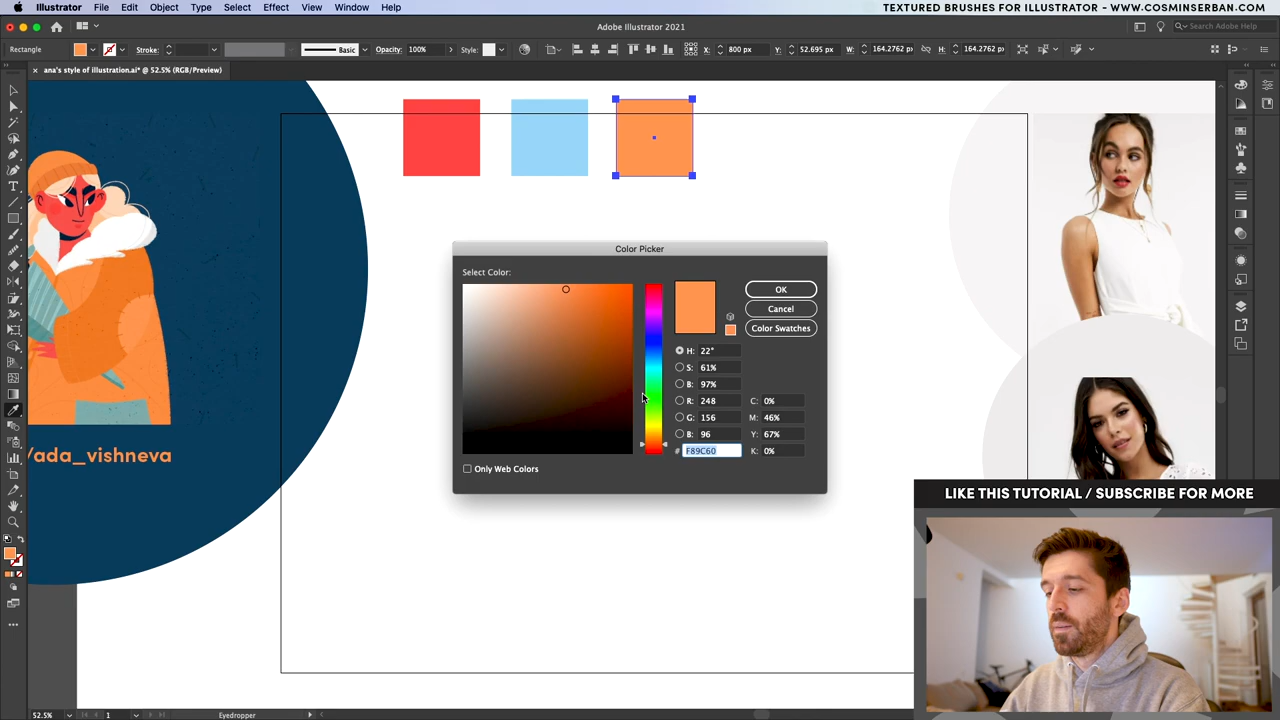 Illustrator File Edit Object Type Select Effect View Window Help
TEXTURED BRUSHES FOR ILLUSTRATOR - WWW.COSMINSERBAN.COM
Adobe Illustrator 2021
Search Adobe Help
Rectangle Stroke: Basic Opacity: 100% Style: X: 800 px Y: 52.695 px W: 164.2762 px H: 164.2762 px
× ana's style of illustration.ai* @ 52.5% (RGB/Preview)
/ada_vishneva
Color Picker
Select Color:
OK
Cancel
Color Swatches
H: 22°
S: 61%
B: 97%
R: 248 C: 0%
G: 156 M: 46%
B: 96 Y: 67%
# F89C60 K: 0%
Only Web Colors
LIKE THIS TUTORIAL / SUBSCRIBE FOR MORE
52.5% 1 Eyedropper